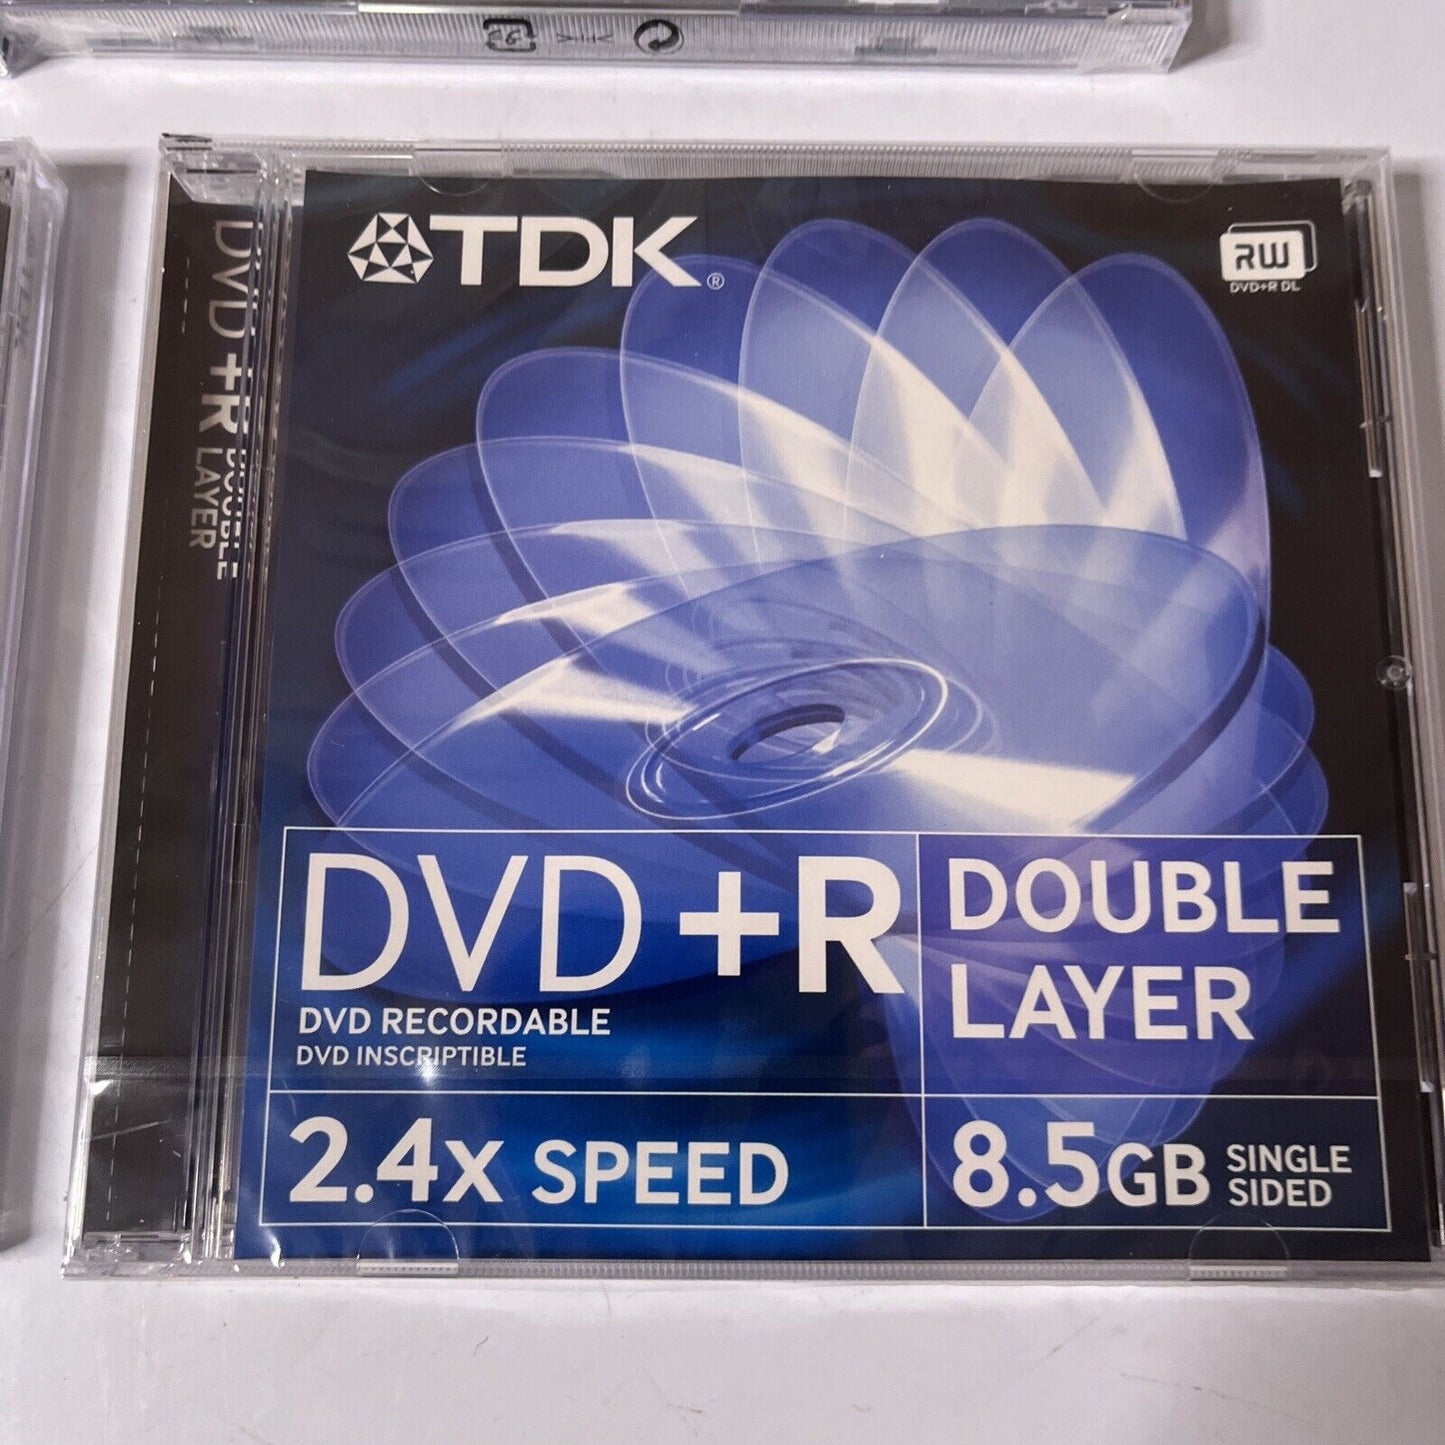 TDK®
RW
DVD+R DL
DVD+R DOUBLE
LAYER
DVD+R
DVD RECORDABLE
DVD INSCRIPTIBLE
DOUBLE
LAYER
2.4x SPEED
8.5GB SINGLE
SIDED